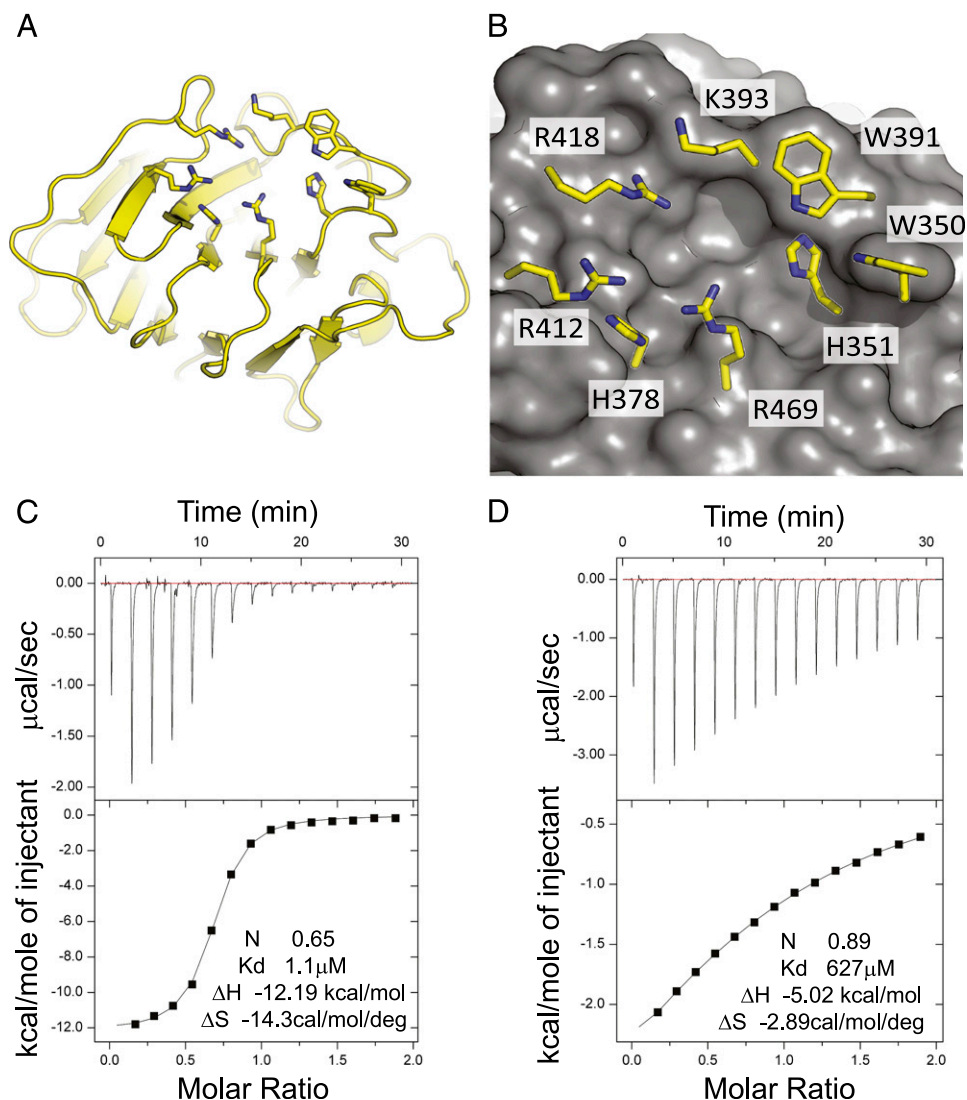 A
B
K393
R418
W391
W350
R412
H351
H378
R469
C
Time (min)
0 10 20 30
0.00
-0.50
-1.00
-1.50
-2.00
µcal/sec
0.0
-2.0
-4.0
-6.0
-8.0
-10.0
-12.0
kcal/mole of injectant
N 0.65
Kd 1.1µM
ΔH -12.19 kcal/mol
ΔS -14.3cal/mol/deg
0.0 0.5 1.0 1.5 2.0
Molar Ratio
D
Time (min)
0 10 20 30
0.00
-1.00
-2.00
-3.00
µcal/sec
-0.5
-1.0
-1.5
-2.0
kcal/mole of injectant
N 0.89
Kd 627µM
ΔH -5.02 kcal/mol
ΔS -2.89cal/mol/deg
0.0 0.5 1.0 1.5 2.0
Molar Ratio